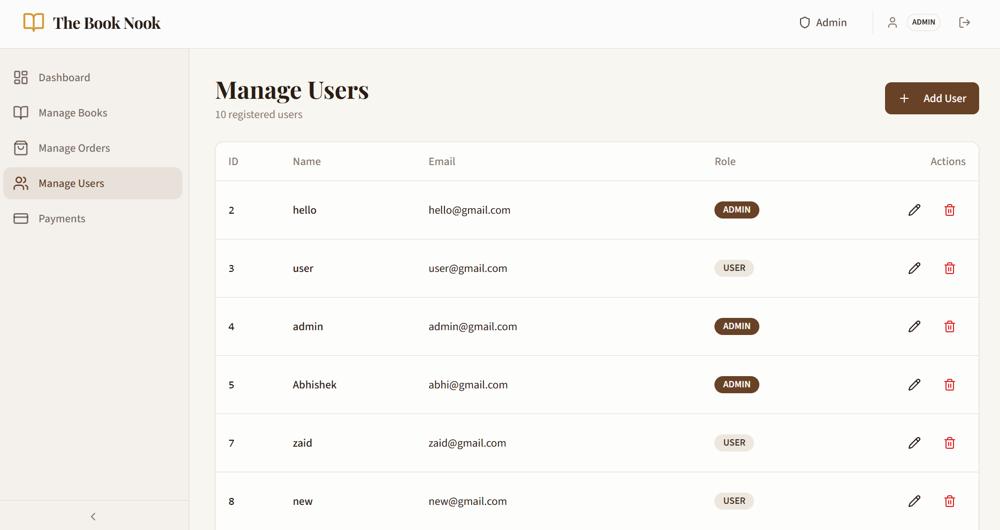 The Book Nook
Admin
ADMIN
Dashboard
Manage Books
Manage Orders
Manage Users
Payments
Manage Users
10 registered users
Add User
ID Name Email Role Actions
2 hello hello@gmail.com ADMIN
3 user user@gmail.com USER
4 admin admin@gmail.com ADMIN
5 Abhishek abhi@gmail.com ADMIN
7 zaid zaid@gmail.com USER
8 new new@gmail.com USER